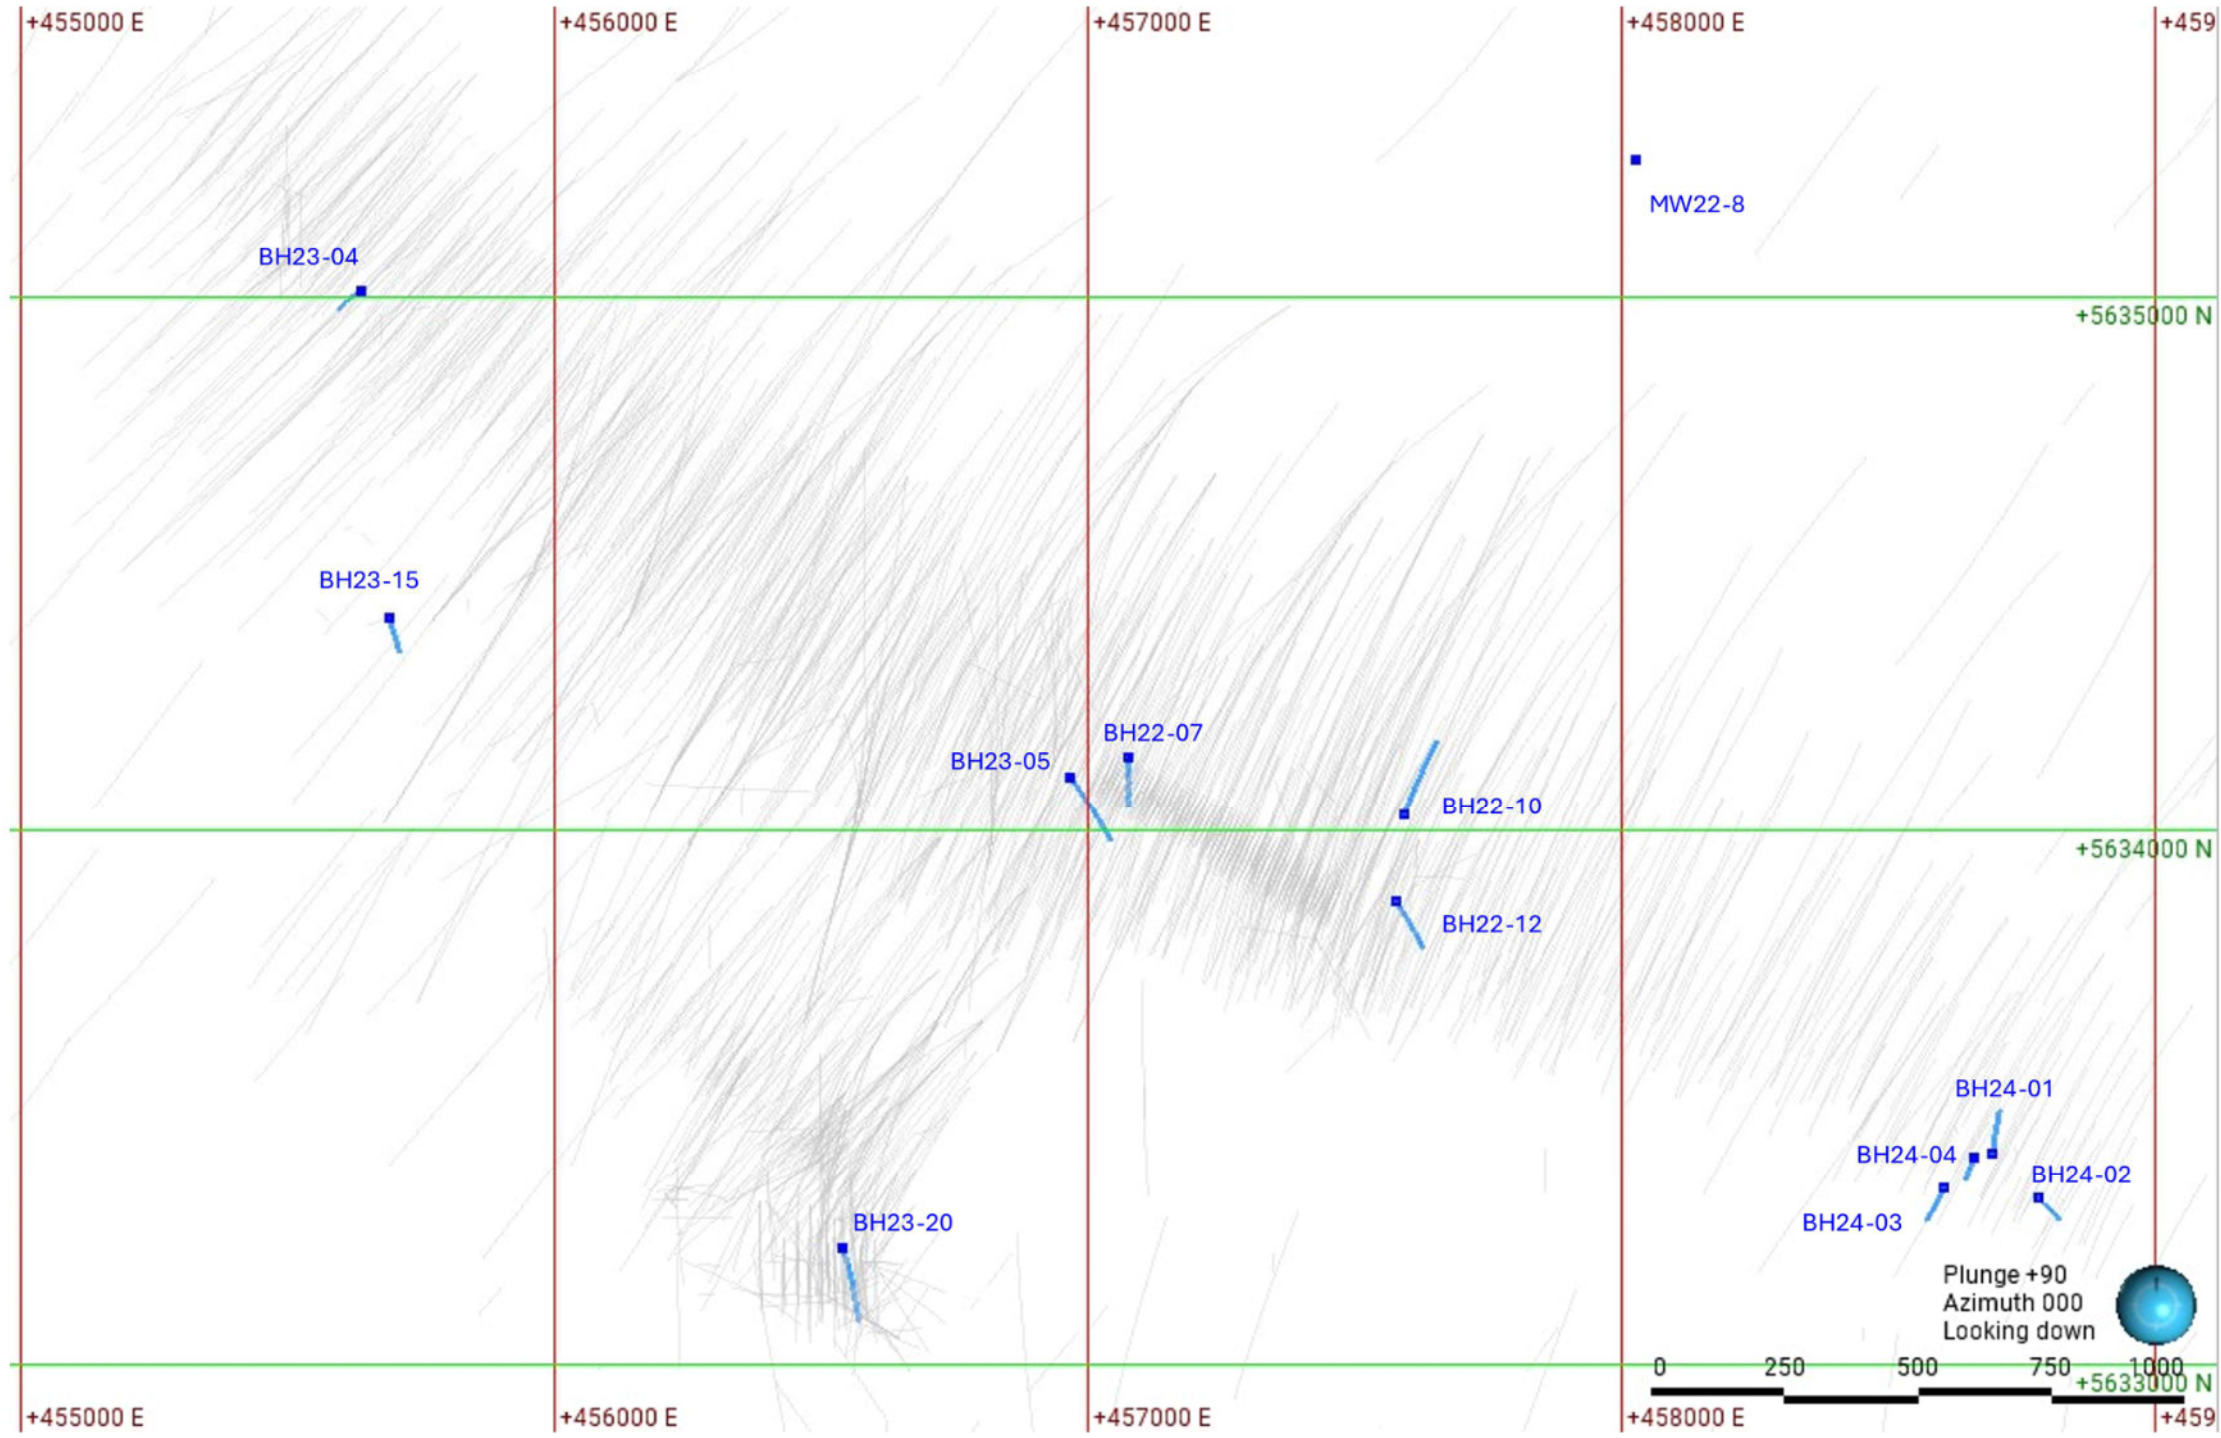 +455000 E
+456000 E
+457000 E
+458000 E
+459
MW22-8
BH23-04
+5635000 N
BH23-15
BH22-07
BH23-05
BH22-10
+5634000 N
BH22-12
BH24-01
BH24-04
BH24-02
BH24-03
BH23-20
Plunge +90
Azimuth 000
Looking down
0 250 500 750 1000
+5633000 N
+455000 E
+456000 E
+457000 E
+458000 E
+459